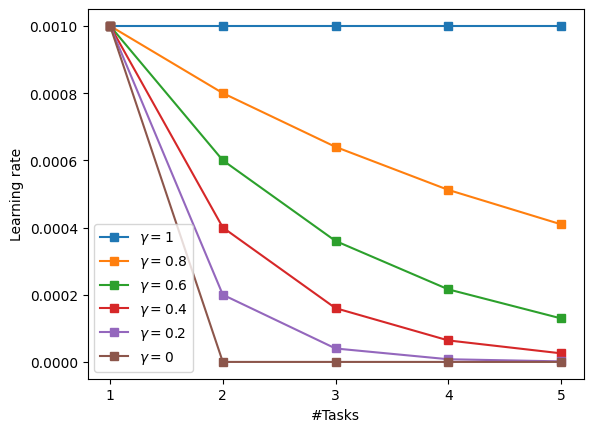 0.0010
0.0008
0.0006
0.0004
0.0002
0.0000
Learning rate
γ = 1
γ = 0.8
γ = 0.6
γ = 0.4
γ = 0.2
γ = 0
1 2 3 4 5
#Tasks